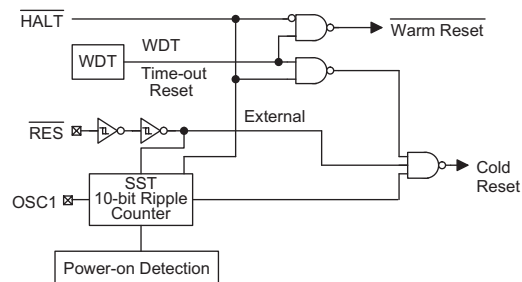 HALT
WDT
WDT
Time-out
Reset
Warm Reset
RES
External
Cold
Reset
OSC1
SST
10-bit Ripple
Counter
Power-on Detection